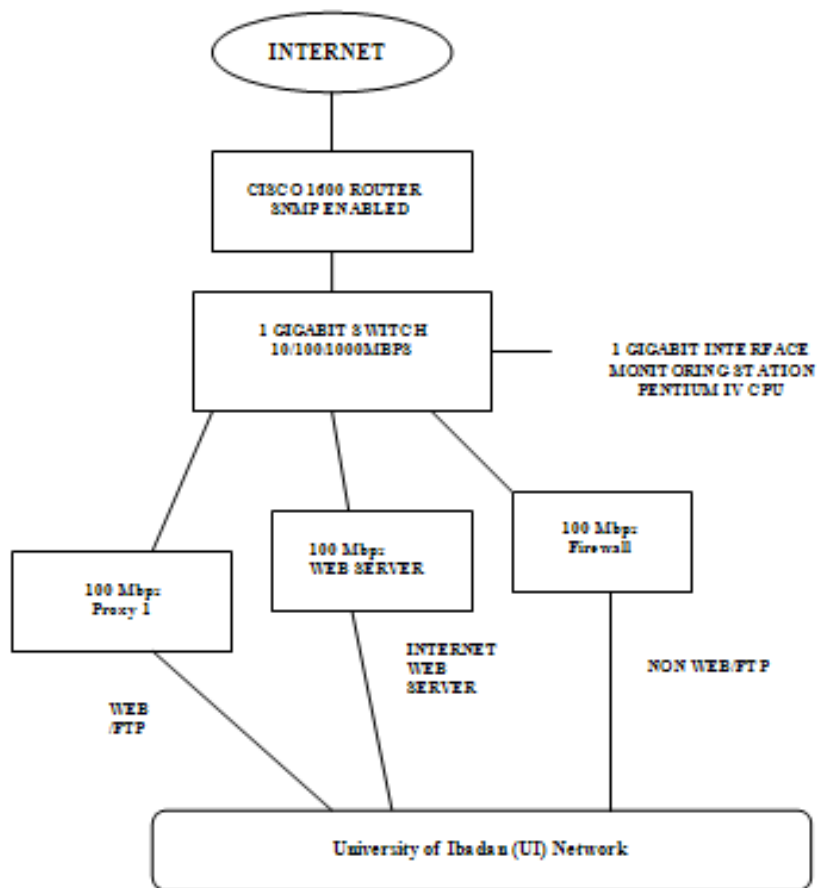 INTERNET
CISCO 1600 ROUTER
SNMP ENABLED
1 GIGABIT SWITCH
10/100/1000MBPS
1 GIGABIT INTERFACE
MONITORING STATION
PENTIUM IV CPU
100 Mbps
Proxy 1
100 Mbps
WEB SERVER
100 Mbps
Firewall
WEB
/FTP
INTERNET
WEB
SERVER
NON WEB/FTP
University of Ibadan (UI) Network